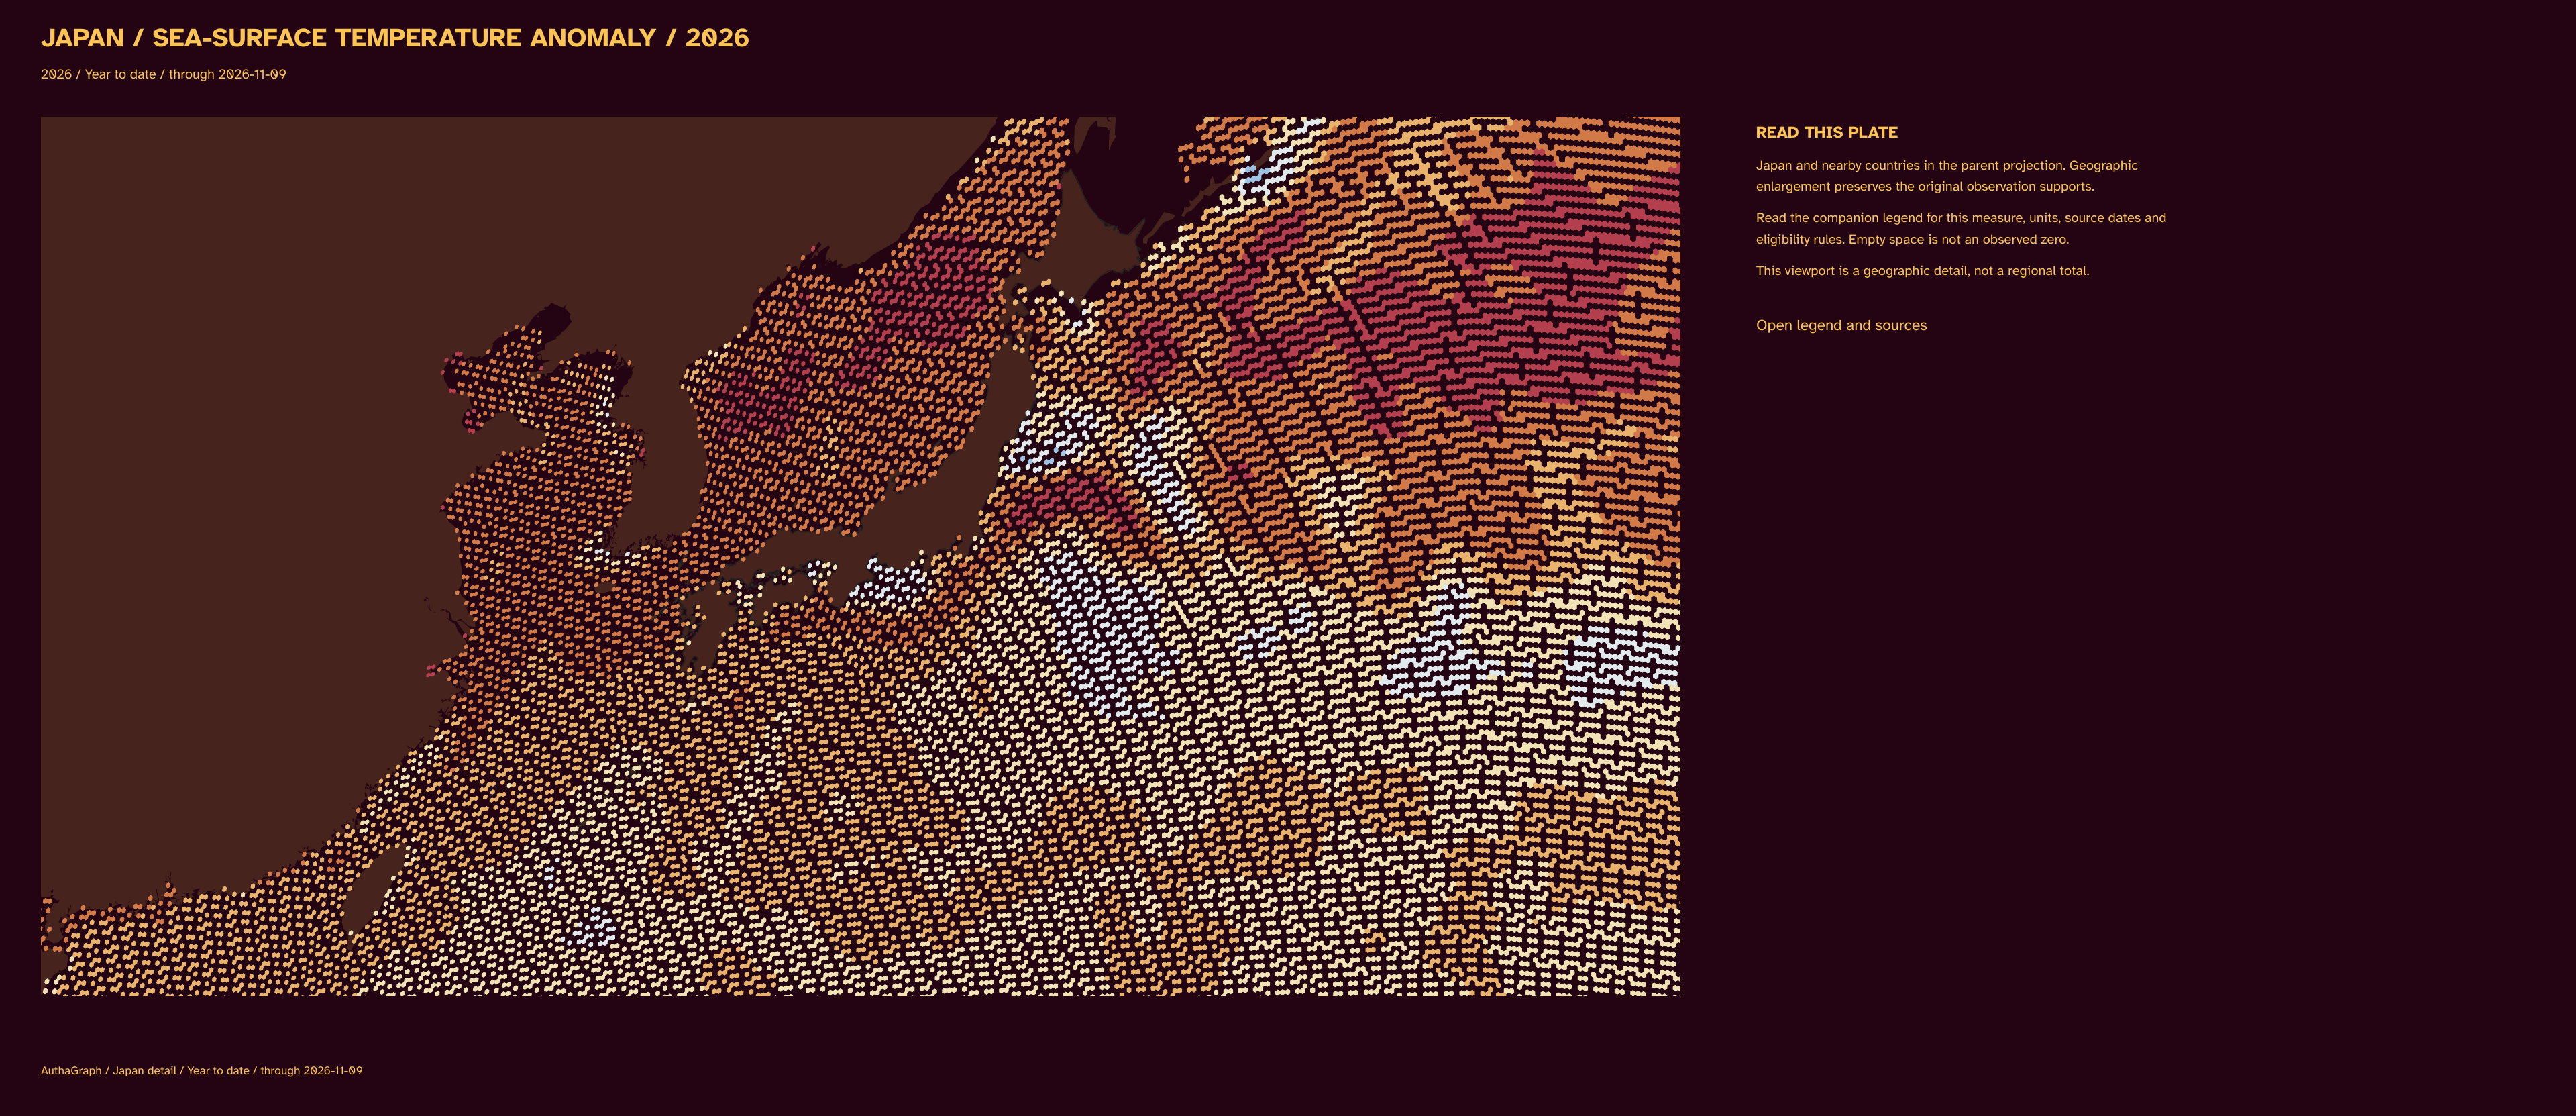 JAPAN / SEA-SURFACE TEMPERATURE ANOMALY / 2026
2026 / Year to date / through 2026-11-09
READ THIS PLATE
Japan and nearby countries in the parent projection. Geographic
enlargement preserves the original observation supports.
Read the companion legend for this measure, units, source dates and
eligibility rules. Empty space is not an observed zero.
This viewport is a geographic detail, not a regional total.
Open legend and sources
AuthaGraph / Japan detail / Year to date / through 2026-11-09